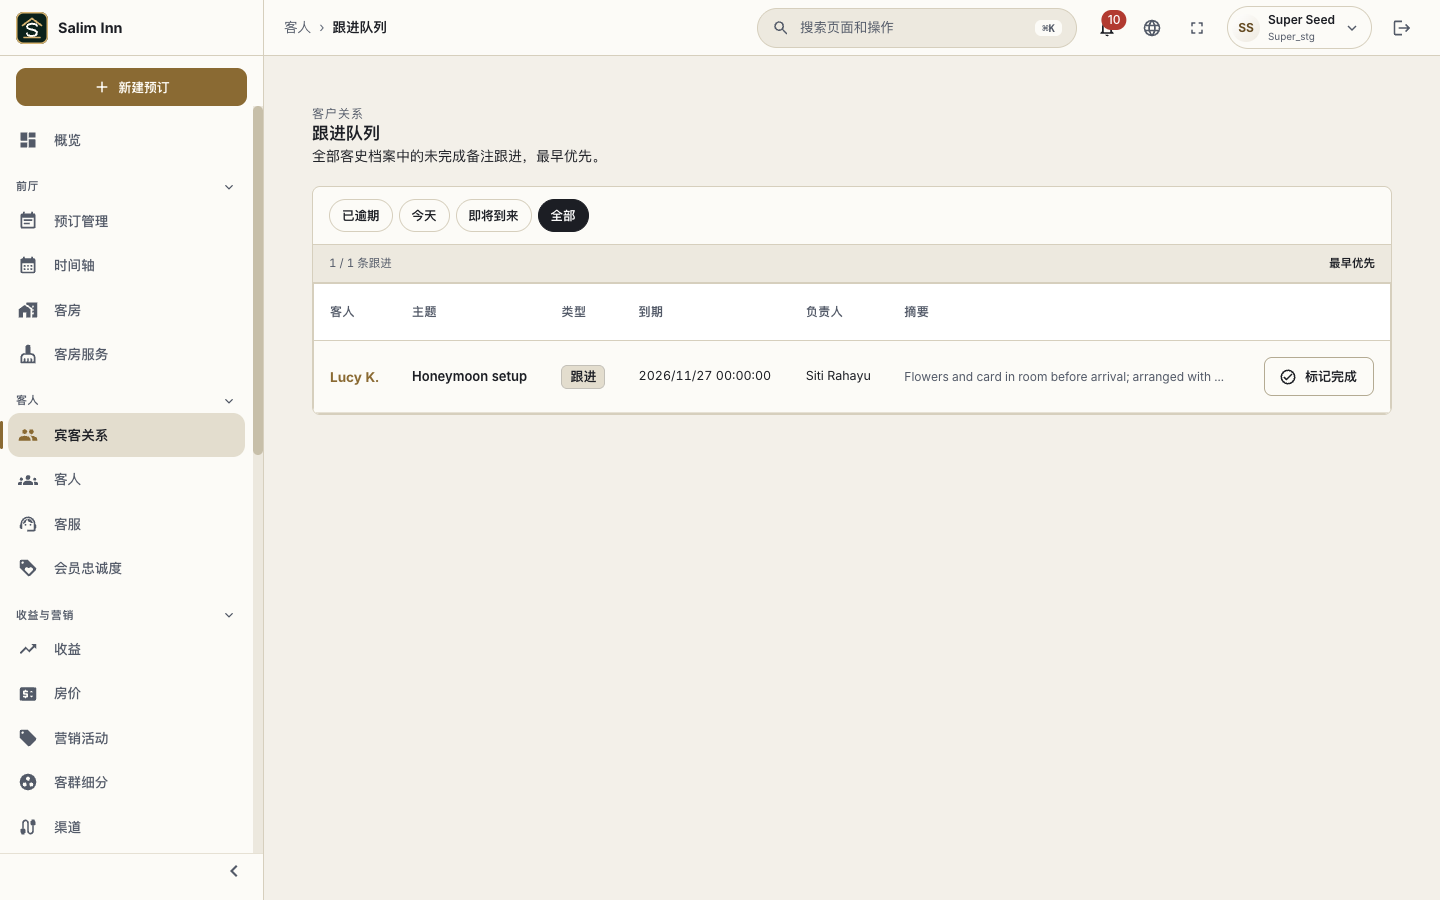 Salim Inn
客人 › 跟进队列
搜索页面和操作
⌘K
10
SS
Super Seed
Super_stg
新建预订
概览
前厅
预订管理
时间轴
客房
客房服务
客人
宾客关系
客人
客服
会员忠诚度
收益与营销
收益
房价
营销活动
客群细分
渠道
客户关系
跟进队列
全部客史档案中的未完成备注跟进，最早优先。
已逾期 今天 即将到来 全部
1 / 1 条跟进 最早优先
客人 主题 类型 到期 负责人 摘要
Lucy K. Honeymoon setup 跟进 2026/11/27 00:00:00 Siti Rahayu Flowers and card in room before arrival; arranged with ... 标记完成